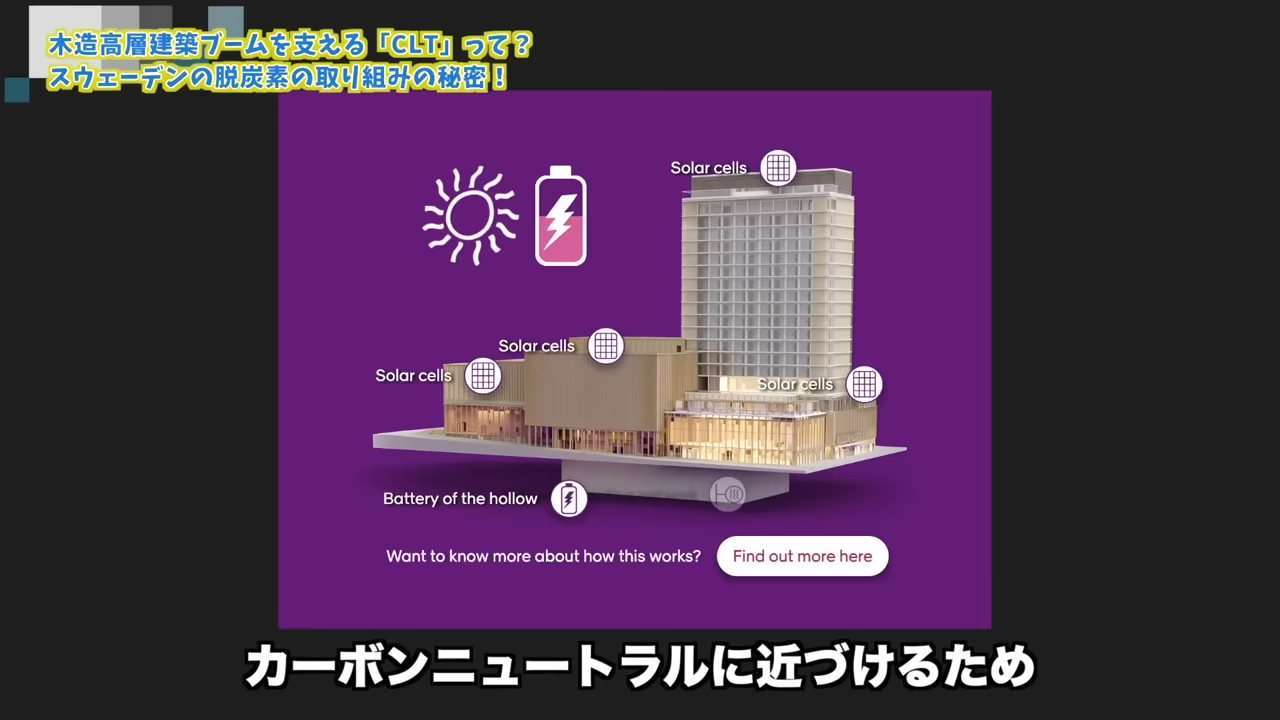 木造高層建築ブームを支える「CLT」って？
スウェーデンの脱炭素の取り組みの秘密！
Solar cells
Solar cells
Solar cells
Solar cells
Battery of the hollow
Want to know more about how this works?
Find out more here
カーボンニュートラルに近づけるため